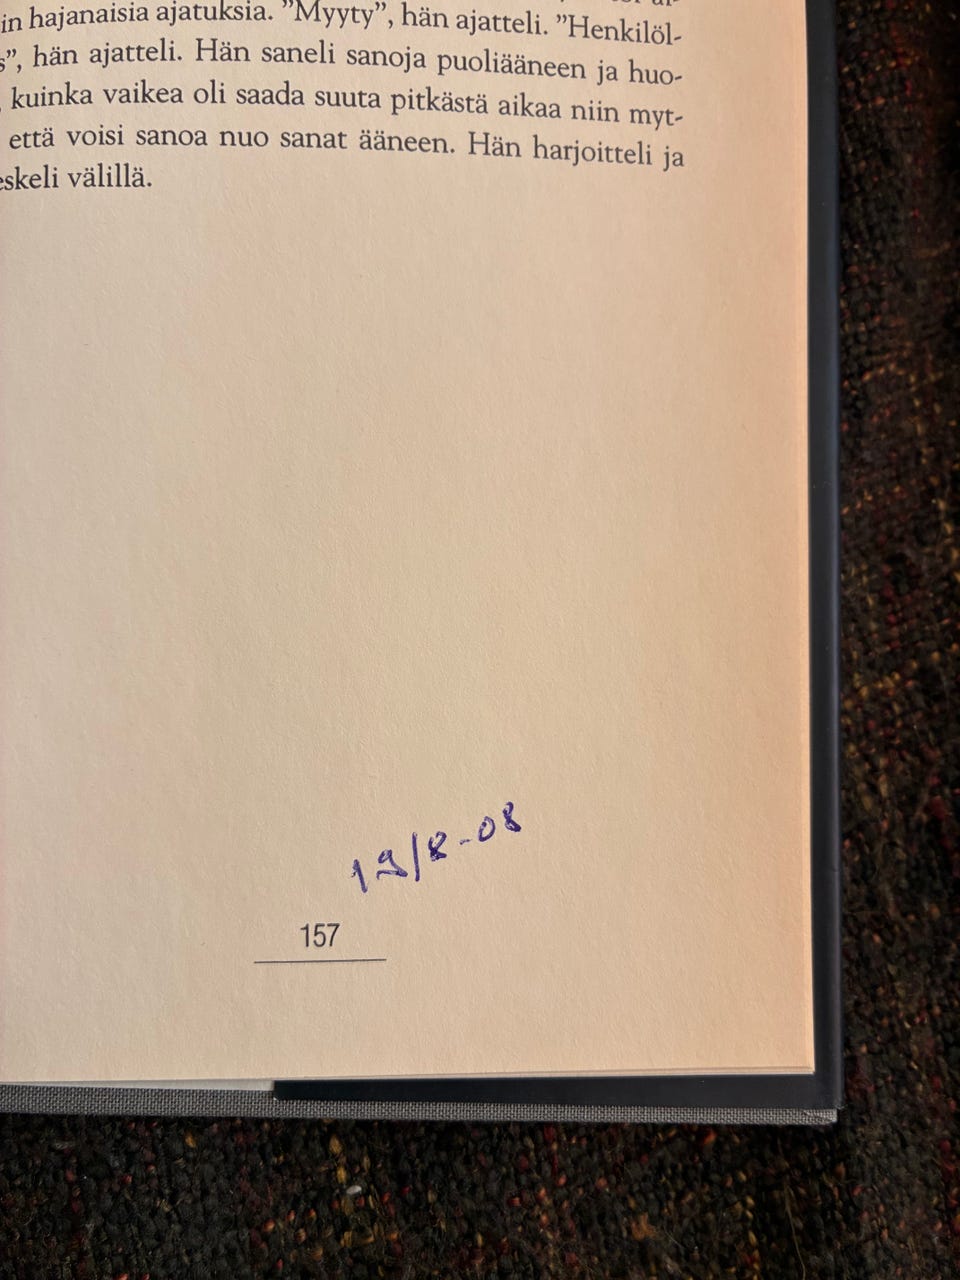 in hajanaisia ajatuksia. ”Myyty”, hän ajatteli. ”Henkilöl-
s”, hän ajatteli. Hän saneli sanoja puoliääneen ja huo-
, kuinka vaikea oli saada suuta pitkästä aikaa niin myt-
että voisi sanoa nuo sanat ääneen. Hän harjoitteli ja
eskeli välillä.
19/8-08
157